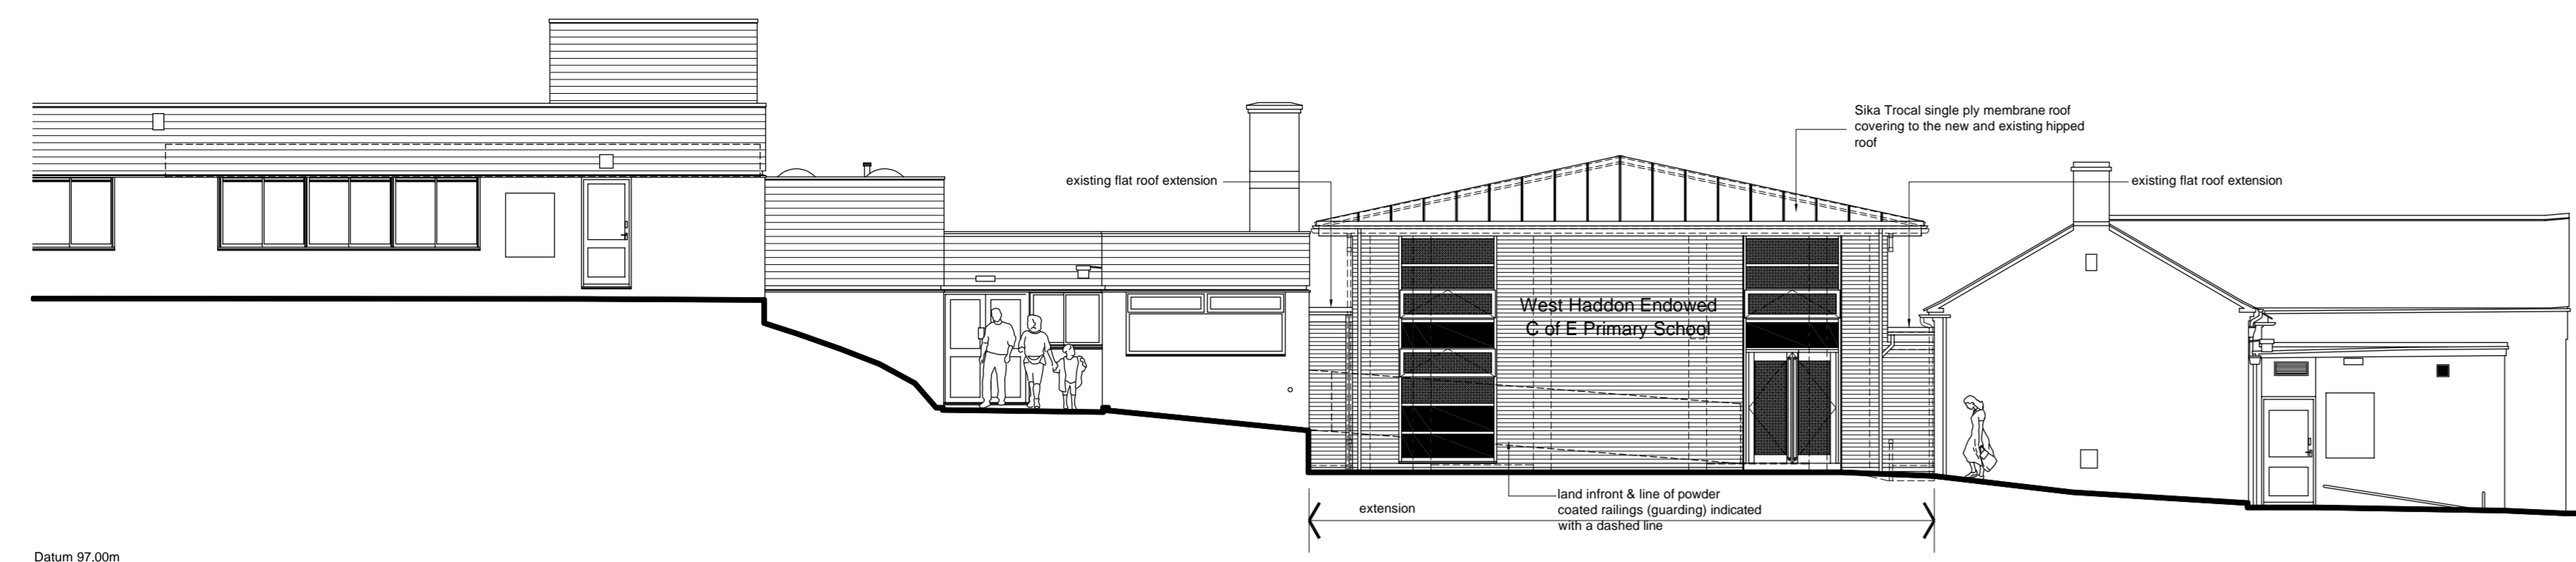 Sika Trocal single ply membrane roof
covering to the new and existing hipped
roof
existing flat roof extension
existing flat roof extension
West Haddon Endowed
C of E Primary School
land infront & line of powder
coated railings (guarding) indicated
with a dashed line
extension
Datum 97.00m